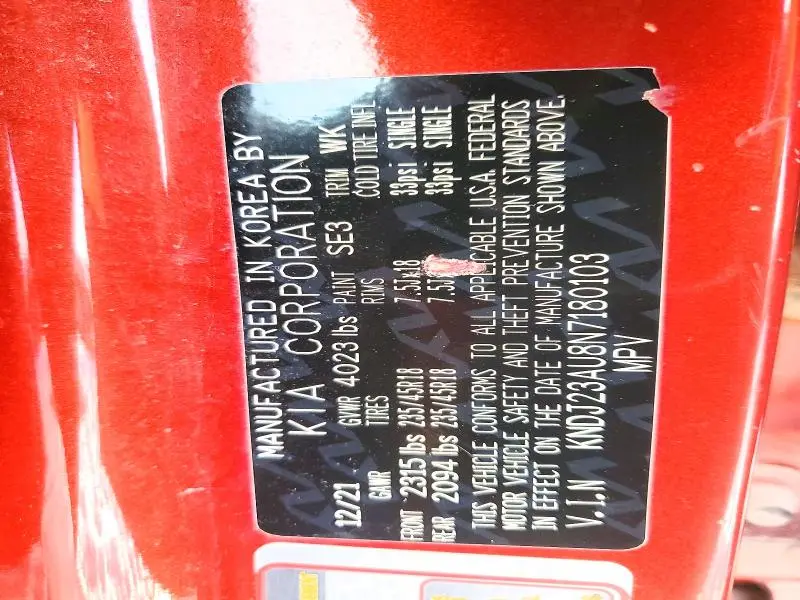 MANUFACTURED IN KOREA BY
KIA CORPORATION
12/21 GVWR 4023 lbs PAINT SE3 TRIM WK
GAWR TIRES RIMS COLD TIRE INFL
FRONT 2315 lbs 235/45R18 7.5Jx18 33psi SINGLE
REAR 2094 lbs 235/45R18 33psi SINGLE
THIS VEHICLE CONFORMS TO ALL APPLICABLE U.S.A. FEDERAL
MOTOR VEHICLE SAFETY AND THEFT PREVENTION STANDARDS
IN EFFECT ON THE DATE OF MANUFACTURE SHOWN ABOVE.
V.I.N KNDJ23AU8N7180103
MPV